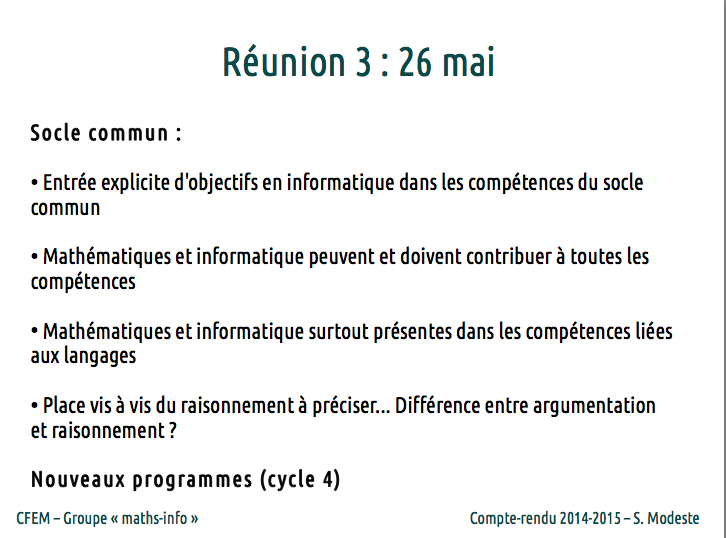 Réunion 3 : 26 mai
Socle commun :
• Entrée explicite d'objectifs en informatique dans les compétences du socle
commun
• Mathématiques et informatique peuvent et doivent contribuer à toutes les
compétences
• Mathématiques et informatique surtout présentes dans les compétences liées
aux langages
• Place vis à vis du raisonnement à préciser... Différence entre argumentation
et raisonnement ?
Nouveaux programmes (cycle 4)
CFEM – Groupe « maths-info »
Compte-rendu 2014-2015 – S. Modeste